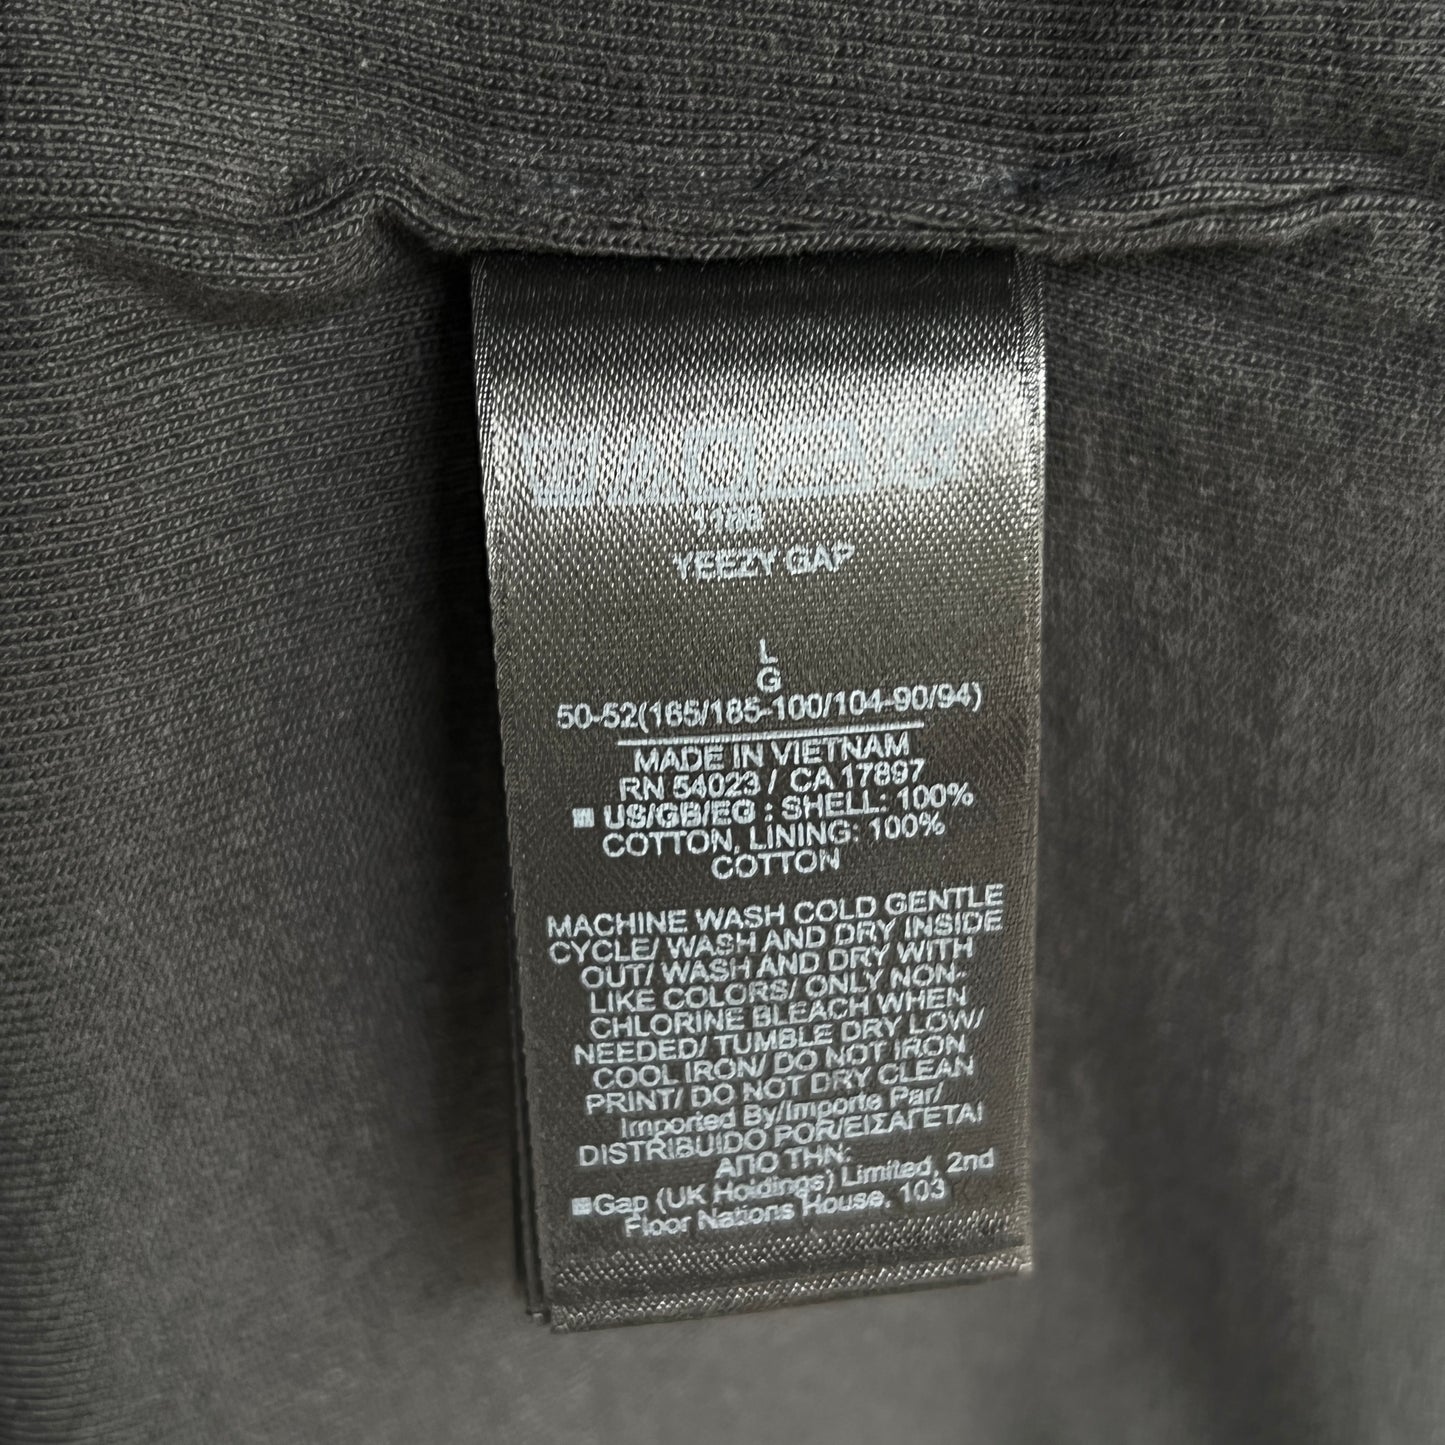 YEEZY GAP
L
G
50-52(165/185-100/104-90/94)
MADE IN VIETNAM
RN 54023 / CA 17897
US/GB/EG : SHELL: 100%
COTTON, LINING: 100%
COTTON
MACHINE WASH COLD GENTLE
CYCLE/ WASH AND DRY INSIDE
OUT/ WASH AND DRY WITH
LIKE COLORS/ ONLY NON-
CHLORINE BLEACH WHEN
NEEDED/ TUMBLE DRY LOW/
COOL IRON/ DO NOT IRON
PRINT/ DO NOT DRY CLEAN
Imported By/Importe Par/
DISTRIBUIDO POR/ΕΙΣΑΓΕΤΑΙ
ΑΠΟ ΤΗΝ:
Gap (UK Holdings) Limited, 2nd
Floor Nations House, 103